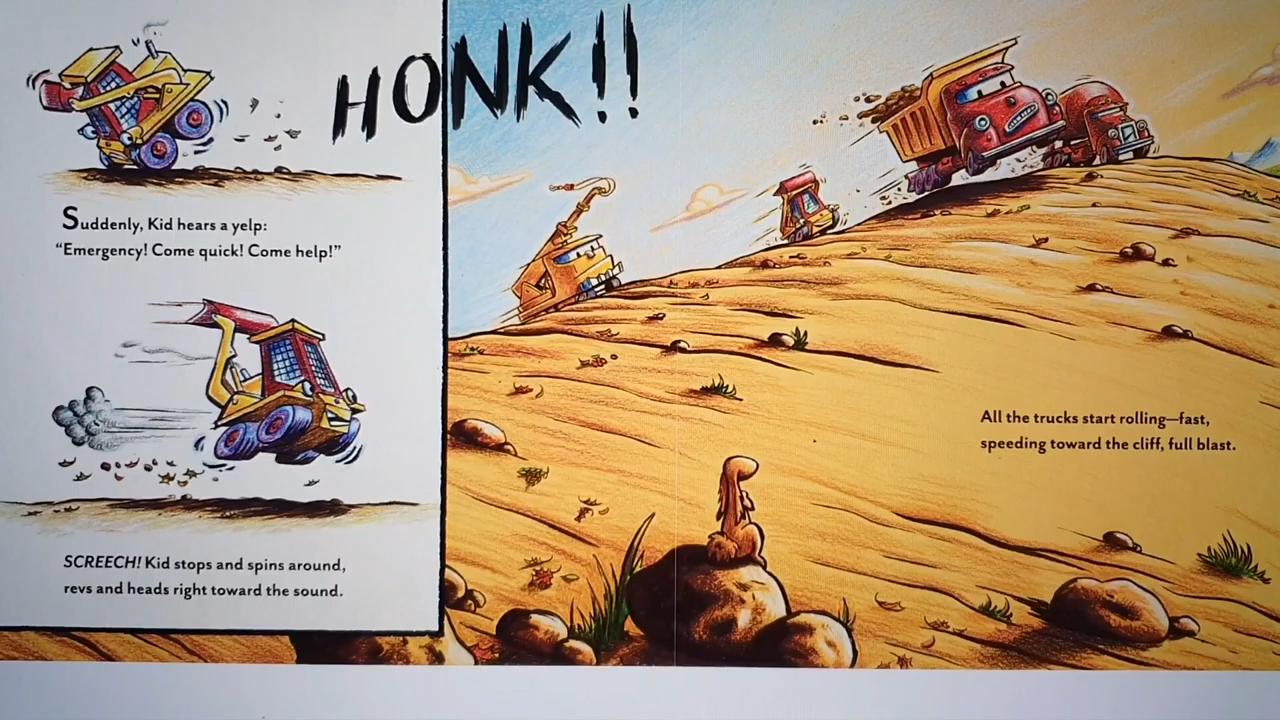 HONK!!
Suddenly, Kid hears a yelp:
“Emergency! Come quick! Come help!”
SCREECH! Kid stops and spins around,
revs and heads right toward the sound.
All the trucks start rolling—fast,
speeding toward the cliff, full blast.